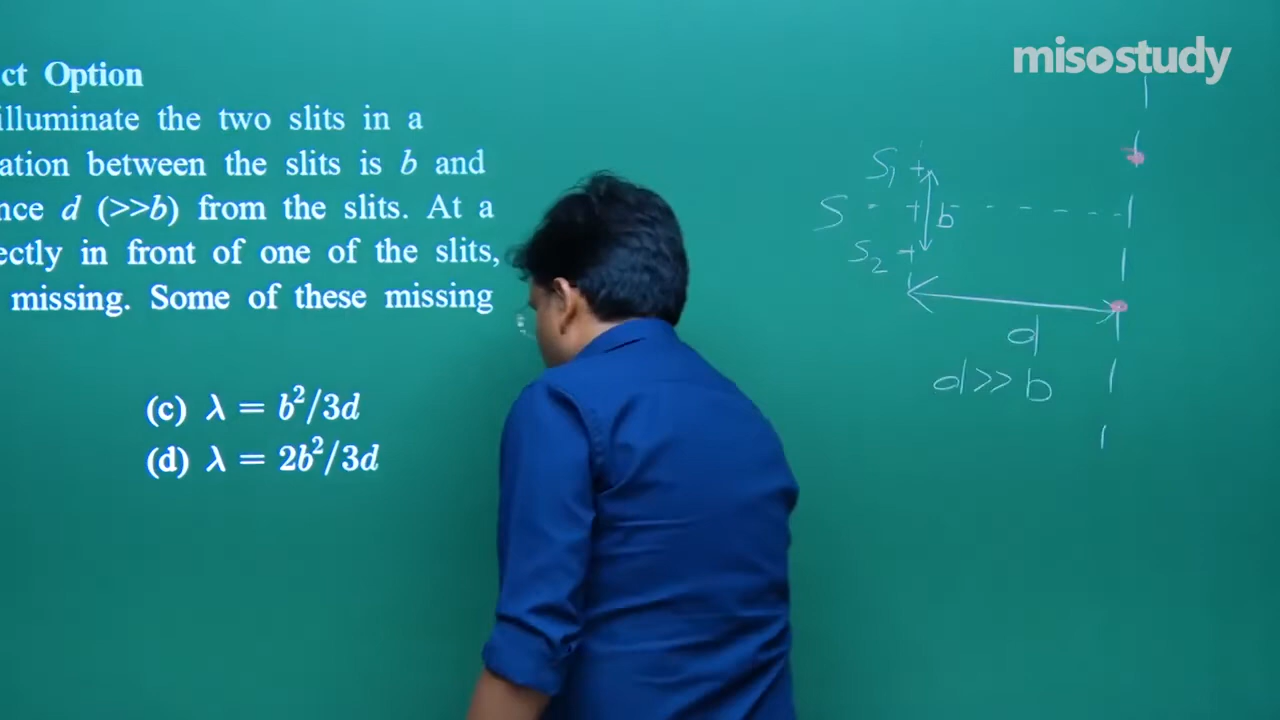 misostudy
ct Option
illuminate the two slits in a
ation between the slits is b and
nce d (>>b) from the slits. At a
ectly in front of one of the slits,
missing. Some of these missing
(c) λ = b²/3d
(d) λ = 2b²/3d
S₁
S
b
S₂
d
d>>b